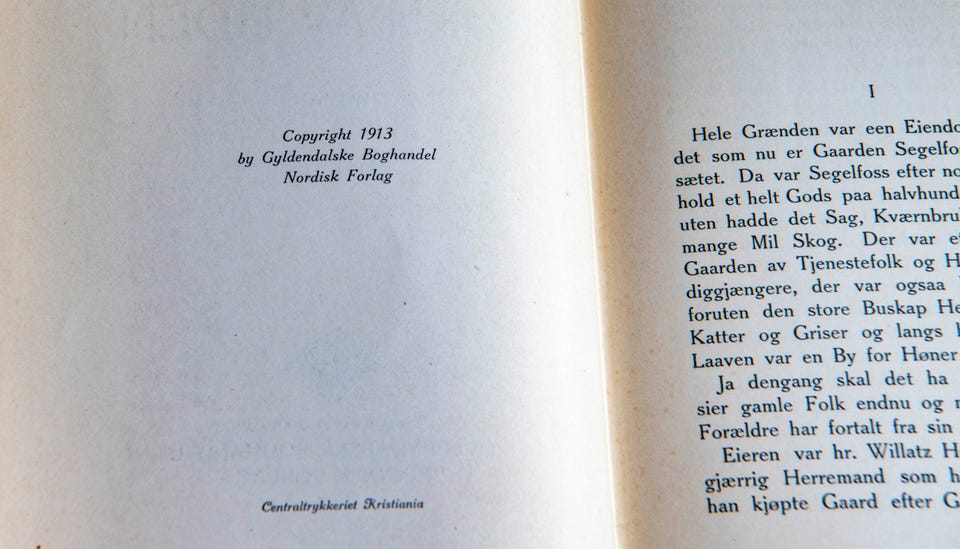 Copyright 1913
by Gyldendalske Boghandel
Nordisk Forlag
Centraltrykkeriet Kristiania
I
Hele Grænden var een Eiendo
det som nu er Gaarden Segelfo
sætet. Da var Segelfoss efter no
hold et helt Gods paa halvhund
uten hadde det Sag, Kværnbru
mange Mil Skog. Der var e
Gaarden av Tjenestefolk og H
diggjængere, der var ogsaa
foruten den store Buskap He
Katter og Griser og langs
Laaven var en By for Høner
Ja dengang skal det ha
sier gamle Folk endnu og
Forældre har fortalt fra sin
Eieren var hr. Willatz H
gjærrig Herremand som h
han kjøpte Gaard efter G